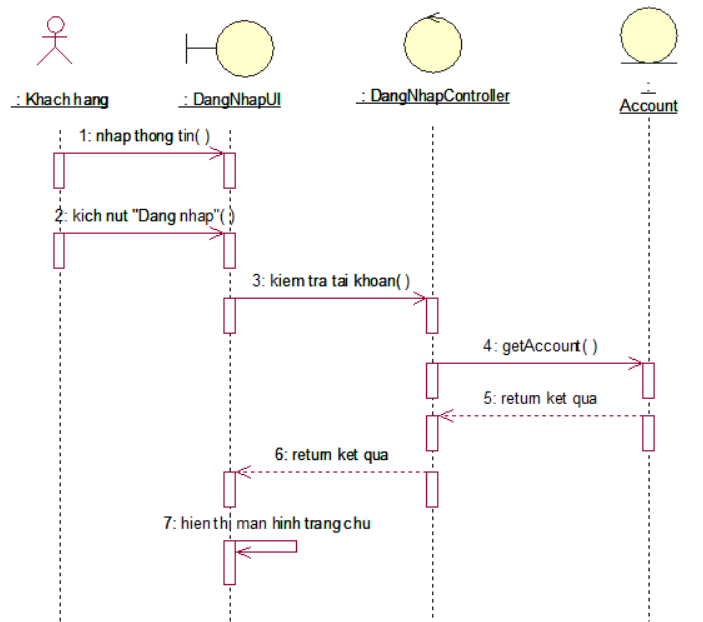 : Khach hang
: DangNhapUI
: DangNhapController
:
Account
1: nhap thong tin( )
2: kich nut "Dang nhap"( )
3: kiem tra tai khoan( )
4: getAccount( )
5: return ket qua
6: return ket qua
7: hien thi man hinh trang chu